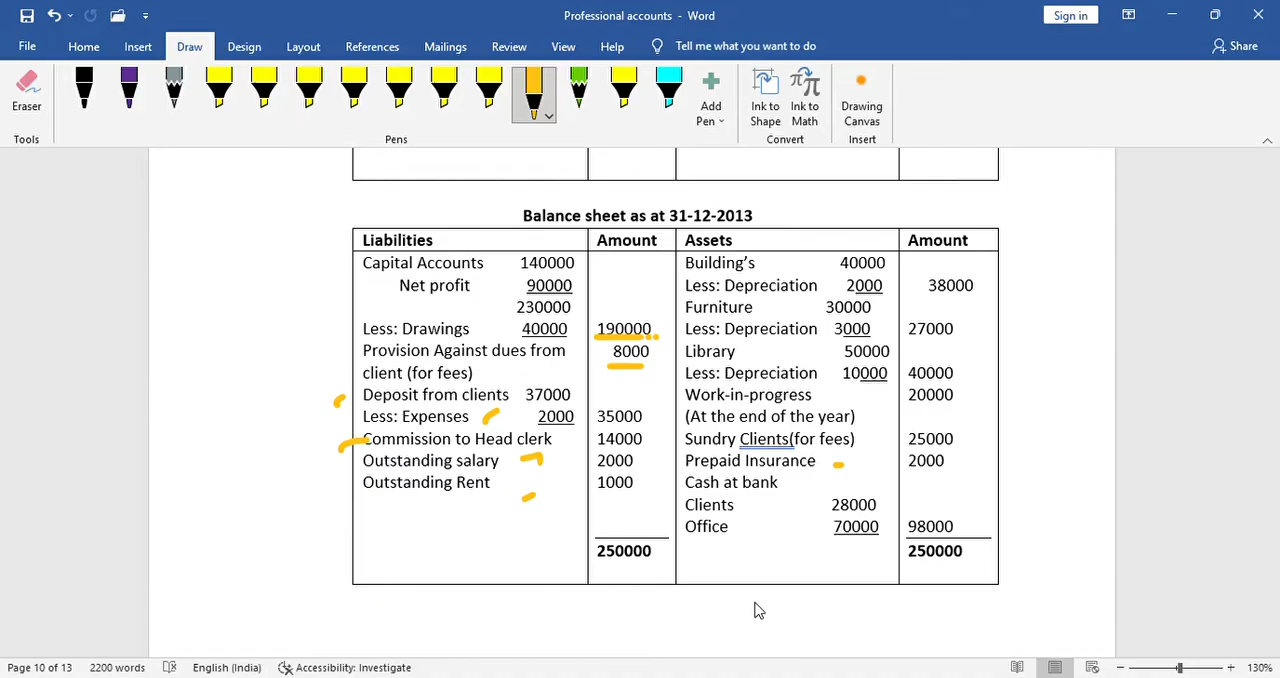 Professional accounts - Word
Sign in
File Home Insert Draw Design Layout References Mailings Review View Help Tell me what you want to do Share
Eraser
Add Pen
Ink to Shape
Ink to Math
Drawing Canvas
Tools Pens Convert Insert
Balance sheet as at 31-12-2013
Liabilities Amount Assets Amount
Capital Accounts 140000 Building’s 40000
Net profit 90000 Less: Depreciation 2000 38000
230000 Furniture 30000
Less: Drawings 40000 190000 Less: Depreciation 3000 27000
Provision Against dues from 8000 Library 50000
client (for fees) Less: Depreciation 10000 40000
Deposit from clients 37000 Work-in-progress 20000
Less: Expenses 2000 35000 (At the end of the year)
Commission to Head clerk 14000 Sundry Clients(for fees) 25000
Outstanding salary 2000 Prepaid Insurance 2000
Outstanding Rent 1000 Cash at bank
Clients 28000
Office 70000 98000
250000 250000
Page 10 of 13 2200 words English (India) Accessibility: Investigate 130%